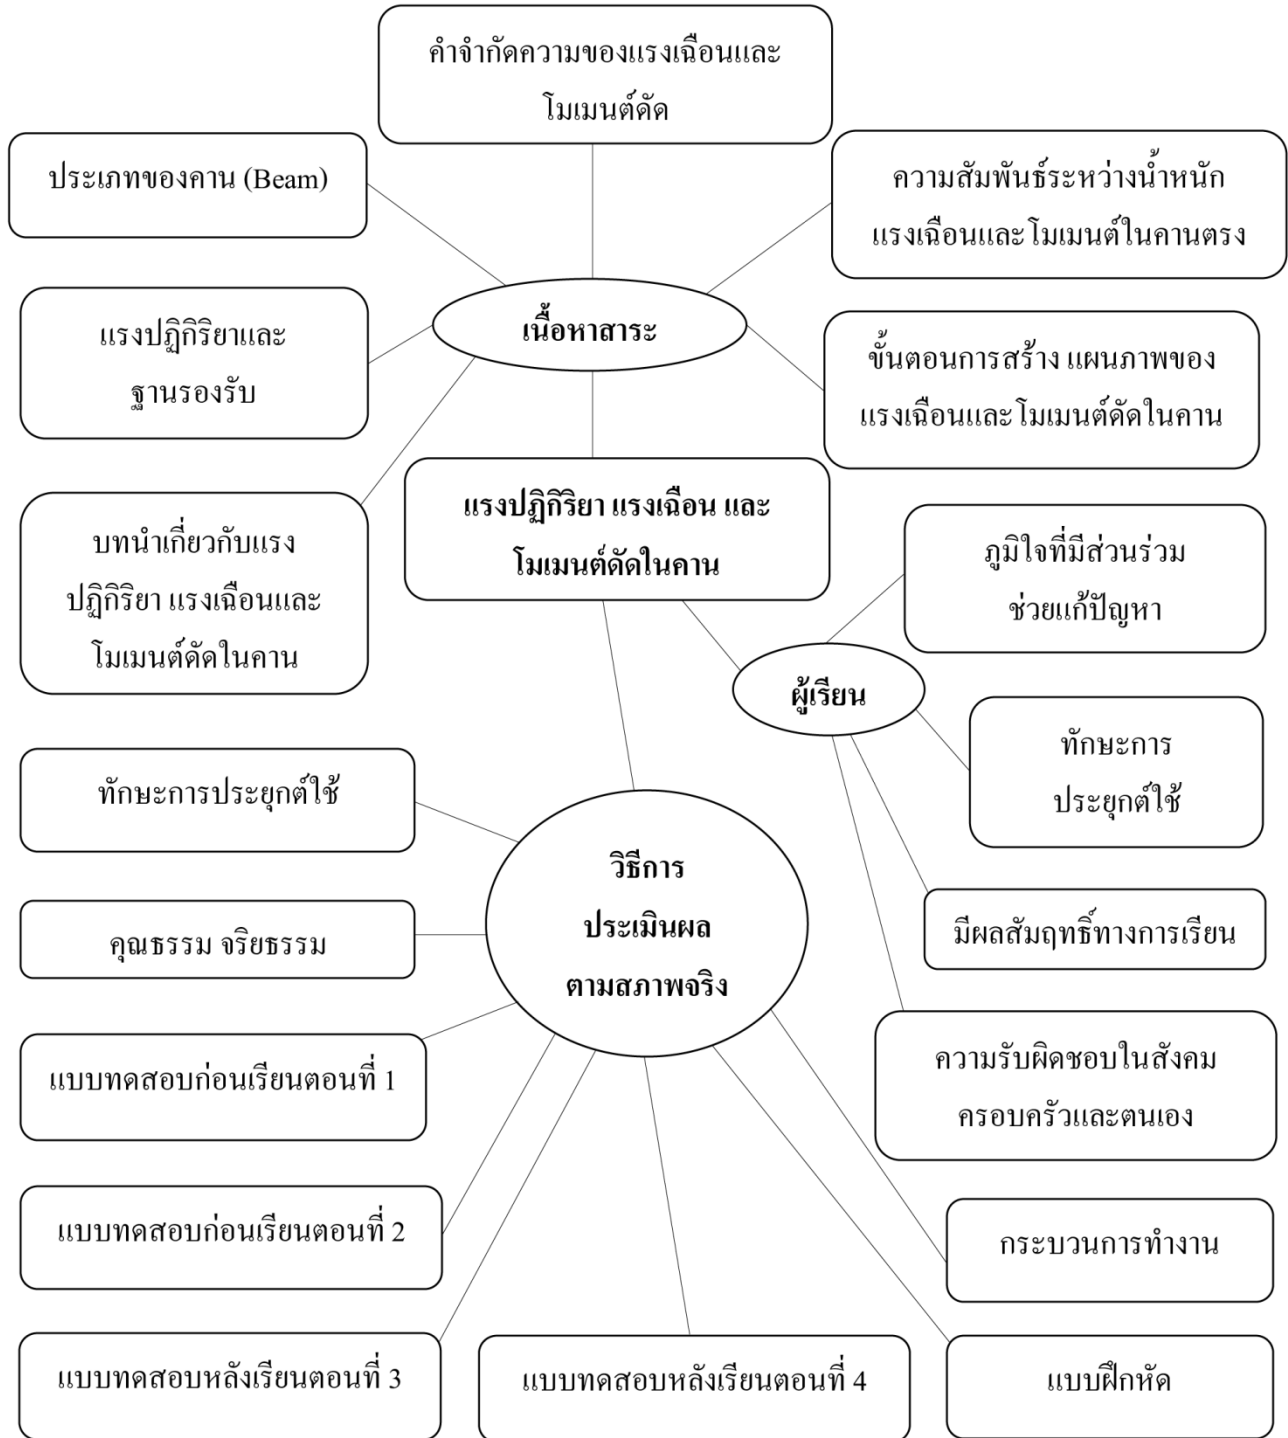 คำจำกัดความของแรงเฉือนและ
โมเมนต์ดัด
ประเภทของคาน (Beam)
ความสัมพันธ์ระหว่างน้ำหนัก
แรงเฉือนและโมเมนต์ในคานตรง
เนื้อหาสาระ
แรงปฏิกิริยาและ
ฐานรองรับ
ขั้นตอนการสร้าง แผนภาพของ
แรงเฉือนและโมเมนต์ดัดในคาน
แรงปฏิกิริยา แรงเฉือน และ
โมเมนต์ดัดในคาน
บทนำเกี่ยวกับแรง
ปฏิกิริยา แรงเฉือนและ
โมเมนต์ดัดในคาน
ภูมิใจที่มีส่วนร่วม
ช่วยแก้ปัญหา
ผู้เรียน
ทักษะการ
ประยุกต์ใช้
ทักษะการประยุกต์ใช้
วิธีการ
ประเมินผล
ตามสภาพจริง
คุณธรรม จริยธรรม
มีผลสัมฤทธิ์ทางการเรียน
แบบทดสอบก่อนเรียนตอนที่ 1
ความรับผิดชอบในสังคม
ครอบครัวและตนเอง
แบบทดสอบก่อนเรียนตอนที่ 2
กระบวนการทำงาน
แบบทดสอบหลังเรียนตอนที่ 3
แบบทดสอบหลังเรียนตอนที่ 4
แบบฝึกหัด